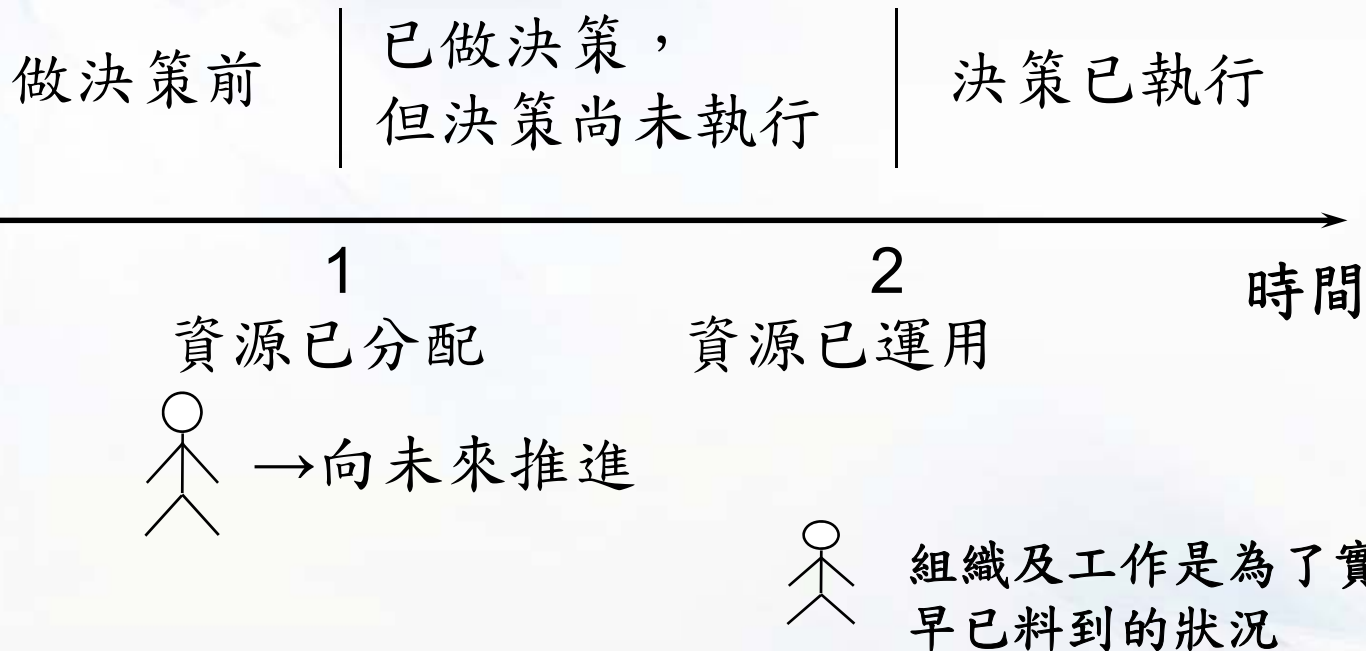 做決策前
已做決策，
但決策尚未執行
決策已執行
1
2
時間
資源已分配
資源已運用
→向未來推進
組織及工作是為了實
早已料到的狀況